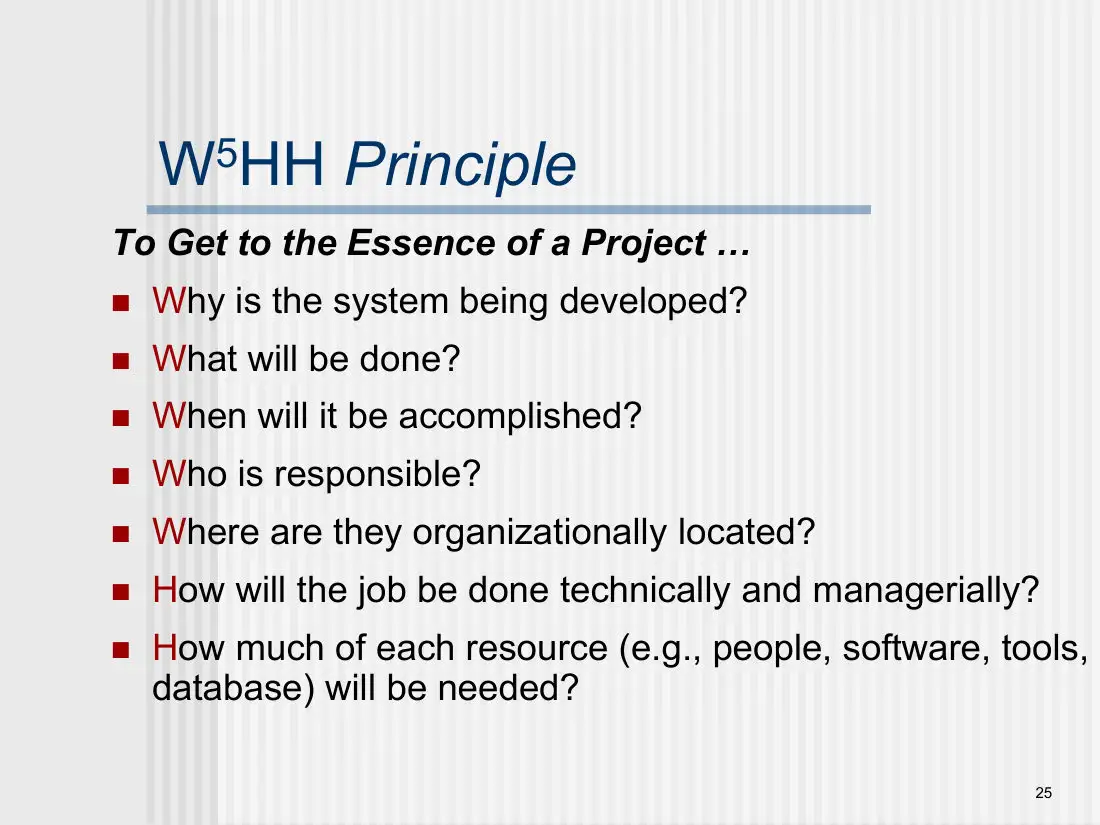 W⁵HH Principle
To Get to the Essence of a Project …
Why is the system being developed?
What will be done?
When will it be accomplished?
Who is responsible?
Where are they organizationally located?
How will the job be done technically and managerially?
How much of each resource (e.g., people, software, tools,
database) will be needed?
25